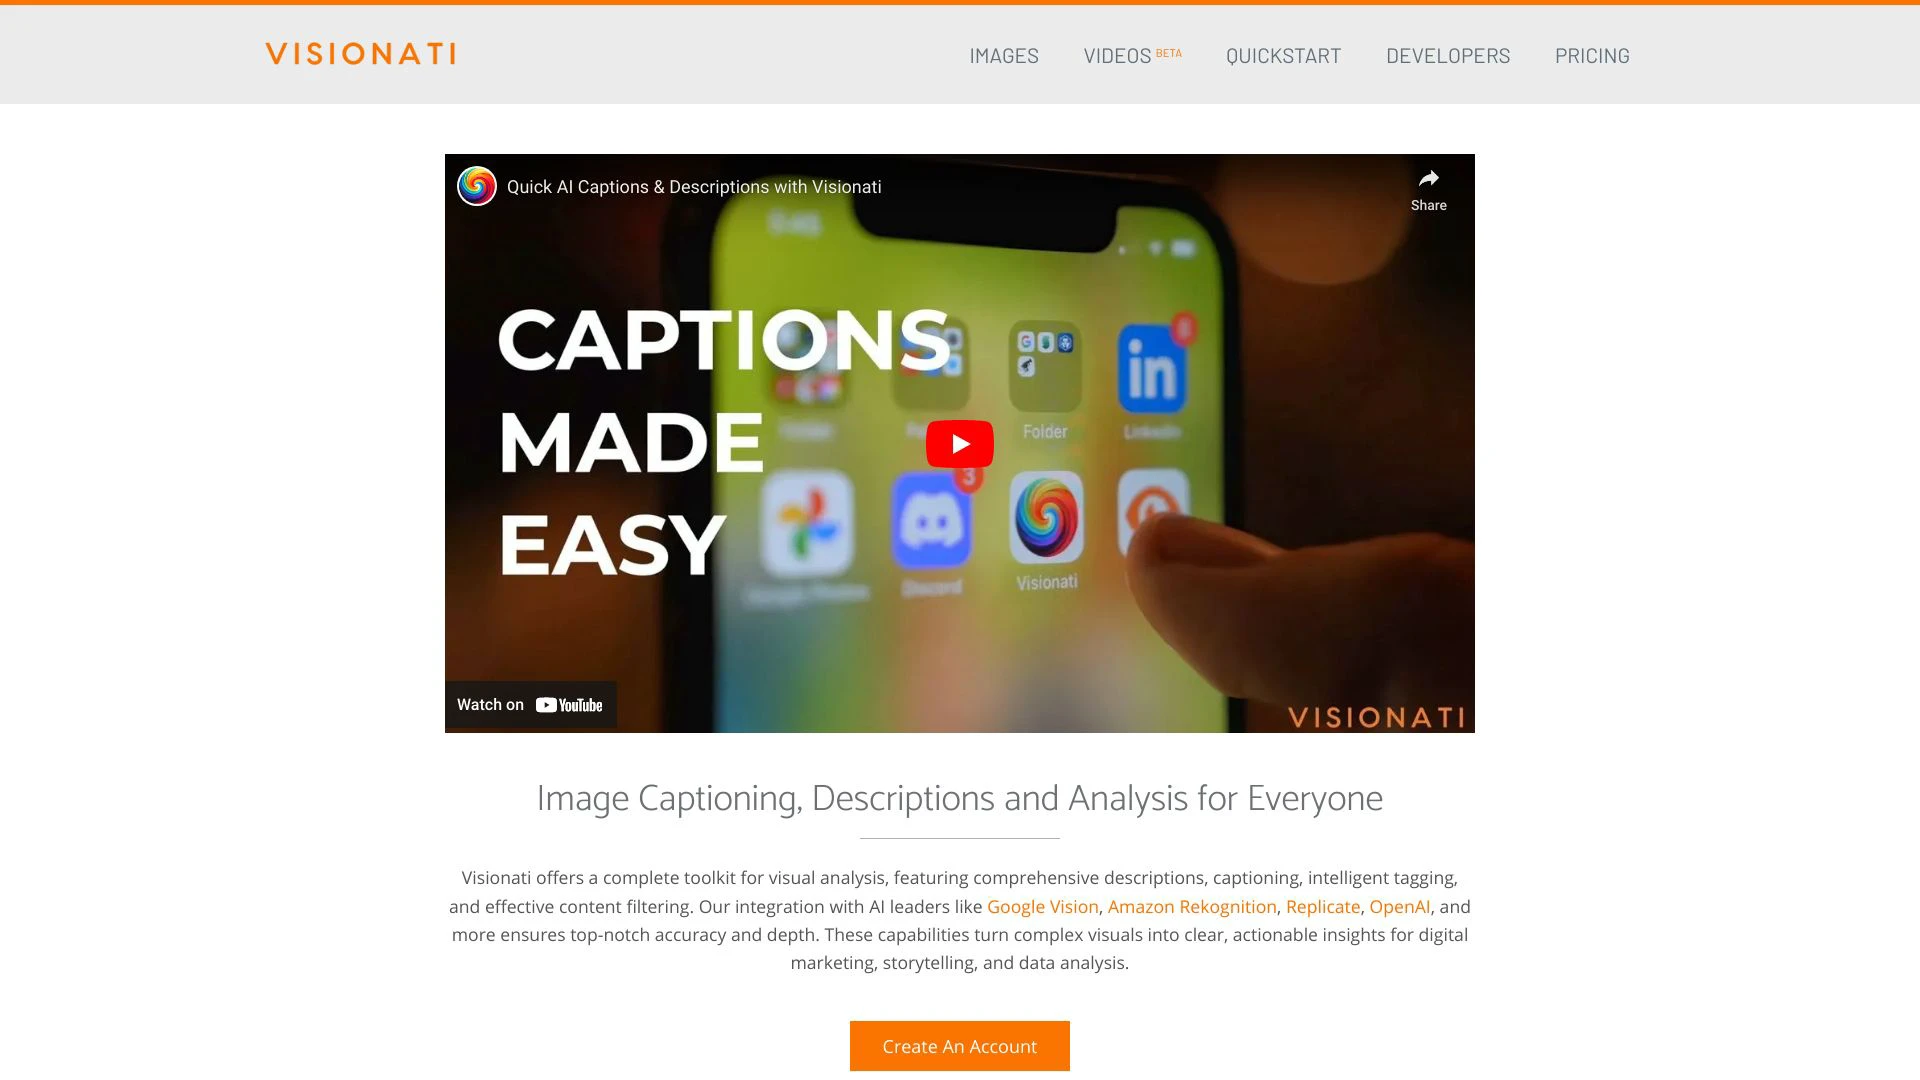 VISIONATI
IMAGES
VIDEOS BETA
QUICKSTART
DEVELOPERS
PRICING
Quick AI Captions & Descriptions with Visionati
Share
CAPTIONS
MADE
EASY
Folder
LinkedIn
3
Discord
Visionati
Watch on YouTube
VISIONATI
Image Captioning, Descriptions and Analysis for Everyone
Visionati offers a complete toolkit for visual analysis, featuring comprehensive descriptions, captioning, intelligent tagging,
and effective content filtering. Our integration with AI leaders like Google Vision, Amazon Rekognition, Replicate, OpenAI, and
more ensures top-notch accuracy and depth. These capabilities turn complex visuals into clear, actionable insights for digital
marketing, storytelling, and data analysis.
Create An Account